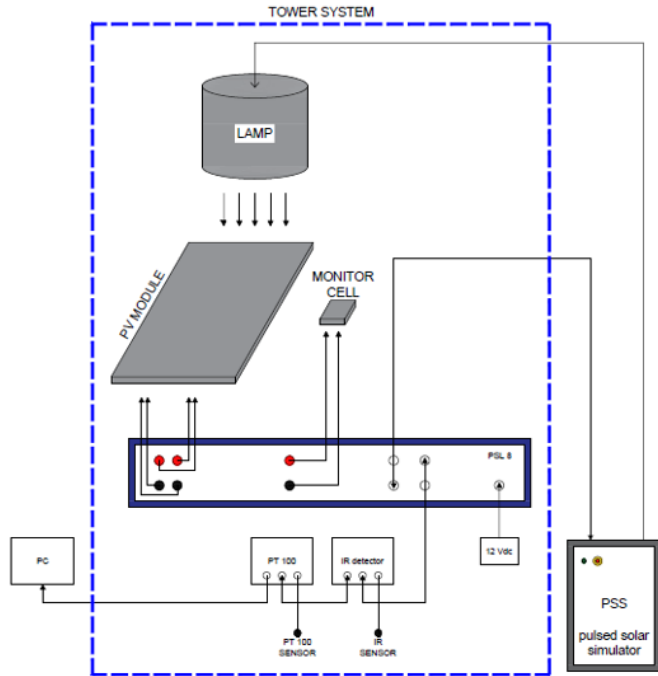 TOWER SYSTEM
LAMP
PV MODULE
MONITOR
CELL
PSL 8
PC
PT 100
IR detector
12 Vdc
PT 100
SENSOR
IR
SENSOR
PSS
pulsed solar
simulator